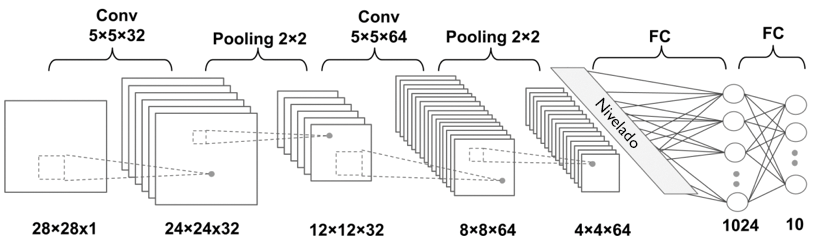 Conv
5×5×32
Pooling 2×2
Conv
5×5×64
Pooling 2×2
FC
FC
Nivelado
28×28x1
24×24x32
12×12×32
8×8×64
4×4×64
1024
10